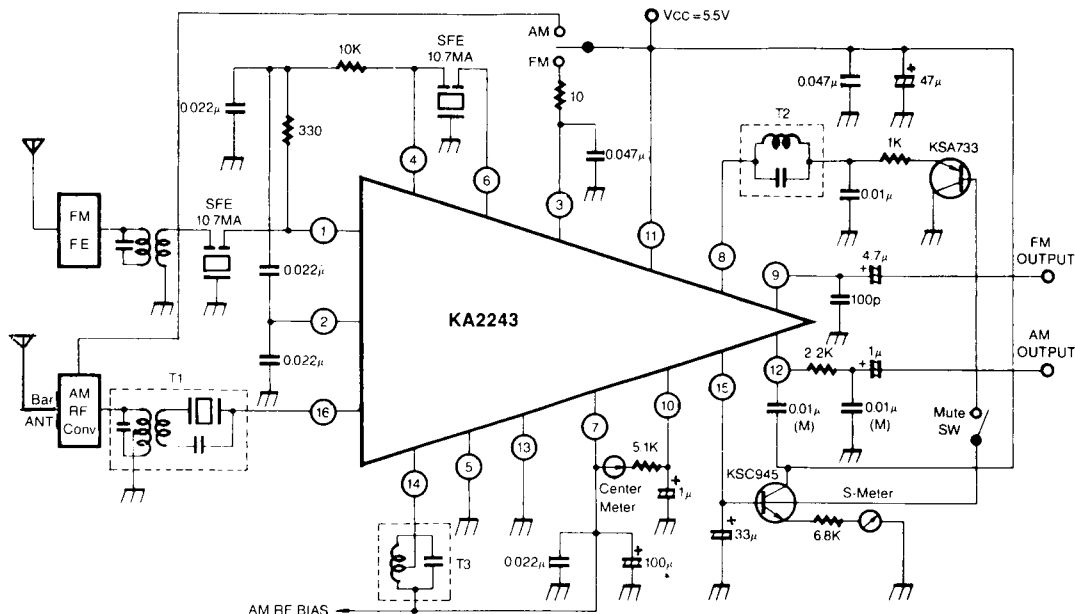 VCC = 5.5V
AM
FM
SFE
10.7MA
10K
0.022μ
330
10
0.047μ
0.047μ
47μ
T2
1K
KSA733
0.01μ
4
6
3
11
8
FM
FE
SFE
10.7MA
1
0.022μ
2
0.022μ
KA2243
9
4.7μ
100p
FM
OUTPUT
AM
OUTPUT
12
2.2K
1μ
0.01μ
(M)
0.01μ
(M)
Mute
SW
Bar
ANT
AM
RF
Conv
T1
16
15
10
7
13
5
14
5.1K
Center
Meter
1μ
KSC945
S-Meter
6.8K
33μ
T3
0.022μ
100μ
AM RF BIAS